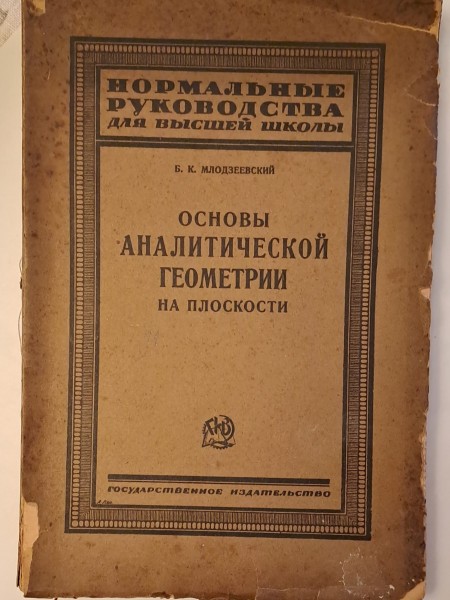 НОРМАЛЬНЫЕ
РУКОВОДСТВА
ДЛЯ ВЫСШЕЙ ШКОЛЫ
Б. К. МЛОДЗЕЕВСКИЙ
ОСНОВЫ
АНАЛИТИЧЕСКОЙ
ГЕОМЕТРИИ
НА ПЛОСКОСТИ
ГОСУДАРСТВЕННОЕ ИЗДАТЕЛЬСТВО